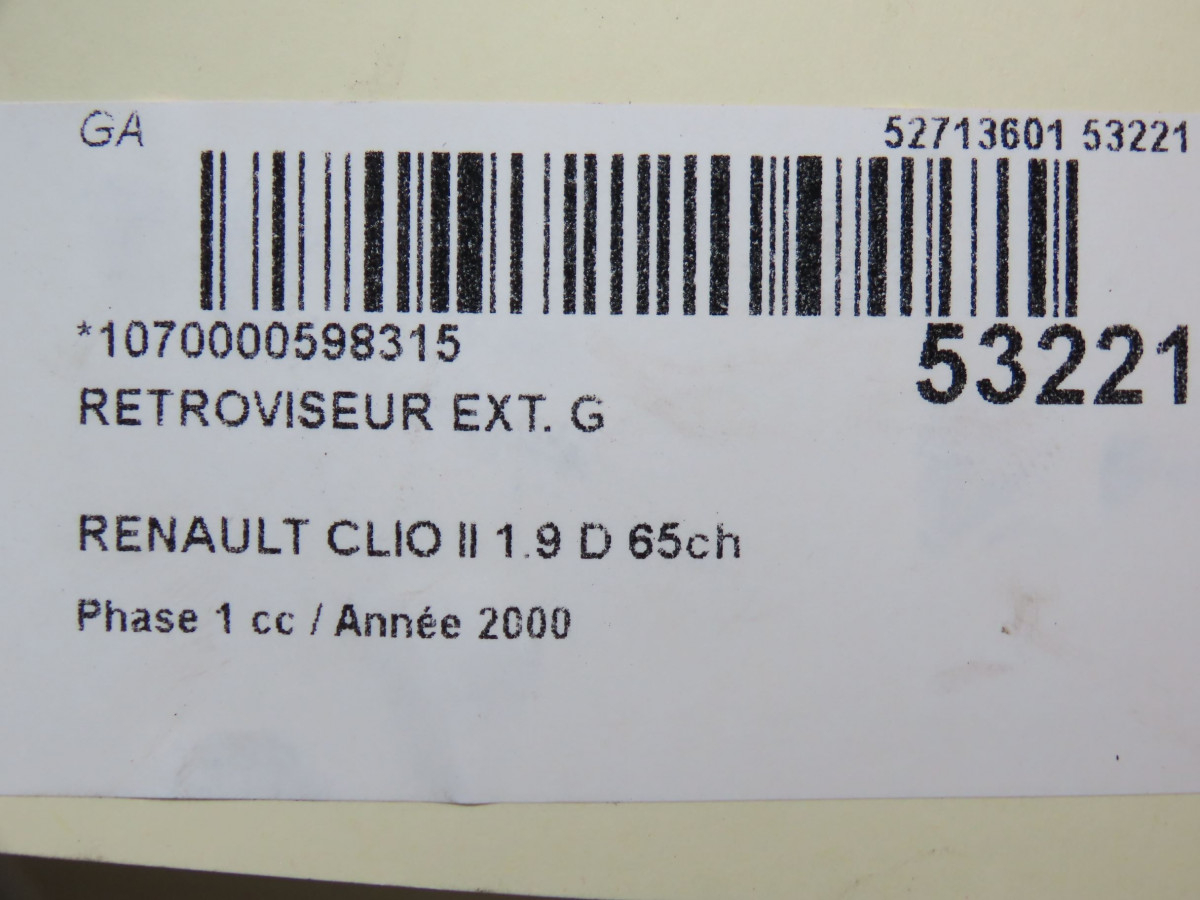 GA
52713601 53221
*1070000598315
53221
RETROVISEUR EXT. G
RENAULT CLIO II 1.9 D 65ch
Phase 1 cc / Année 2000